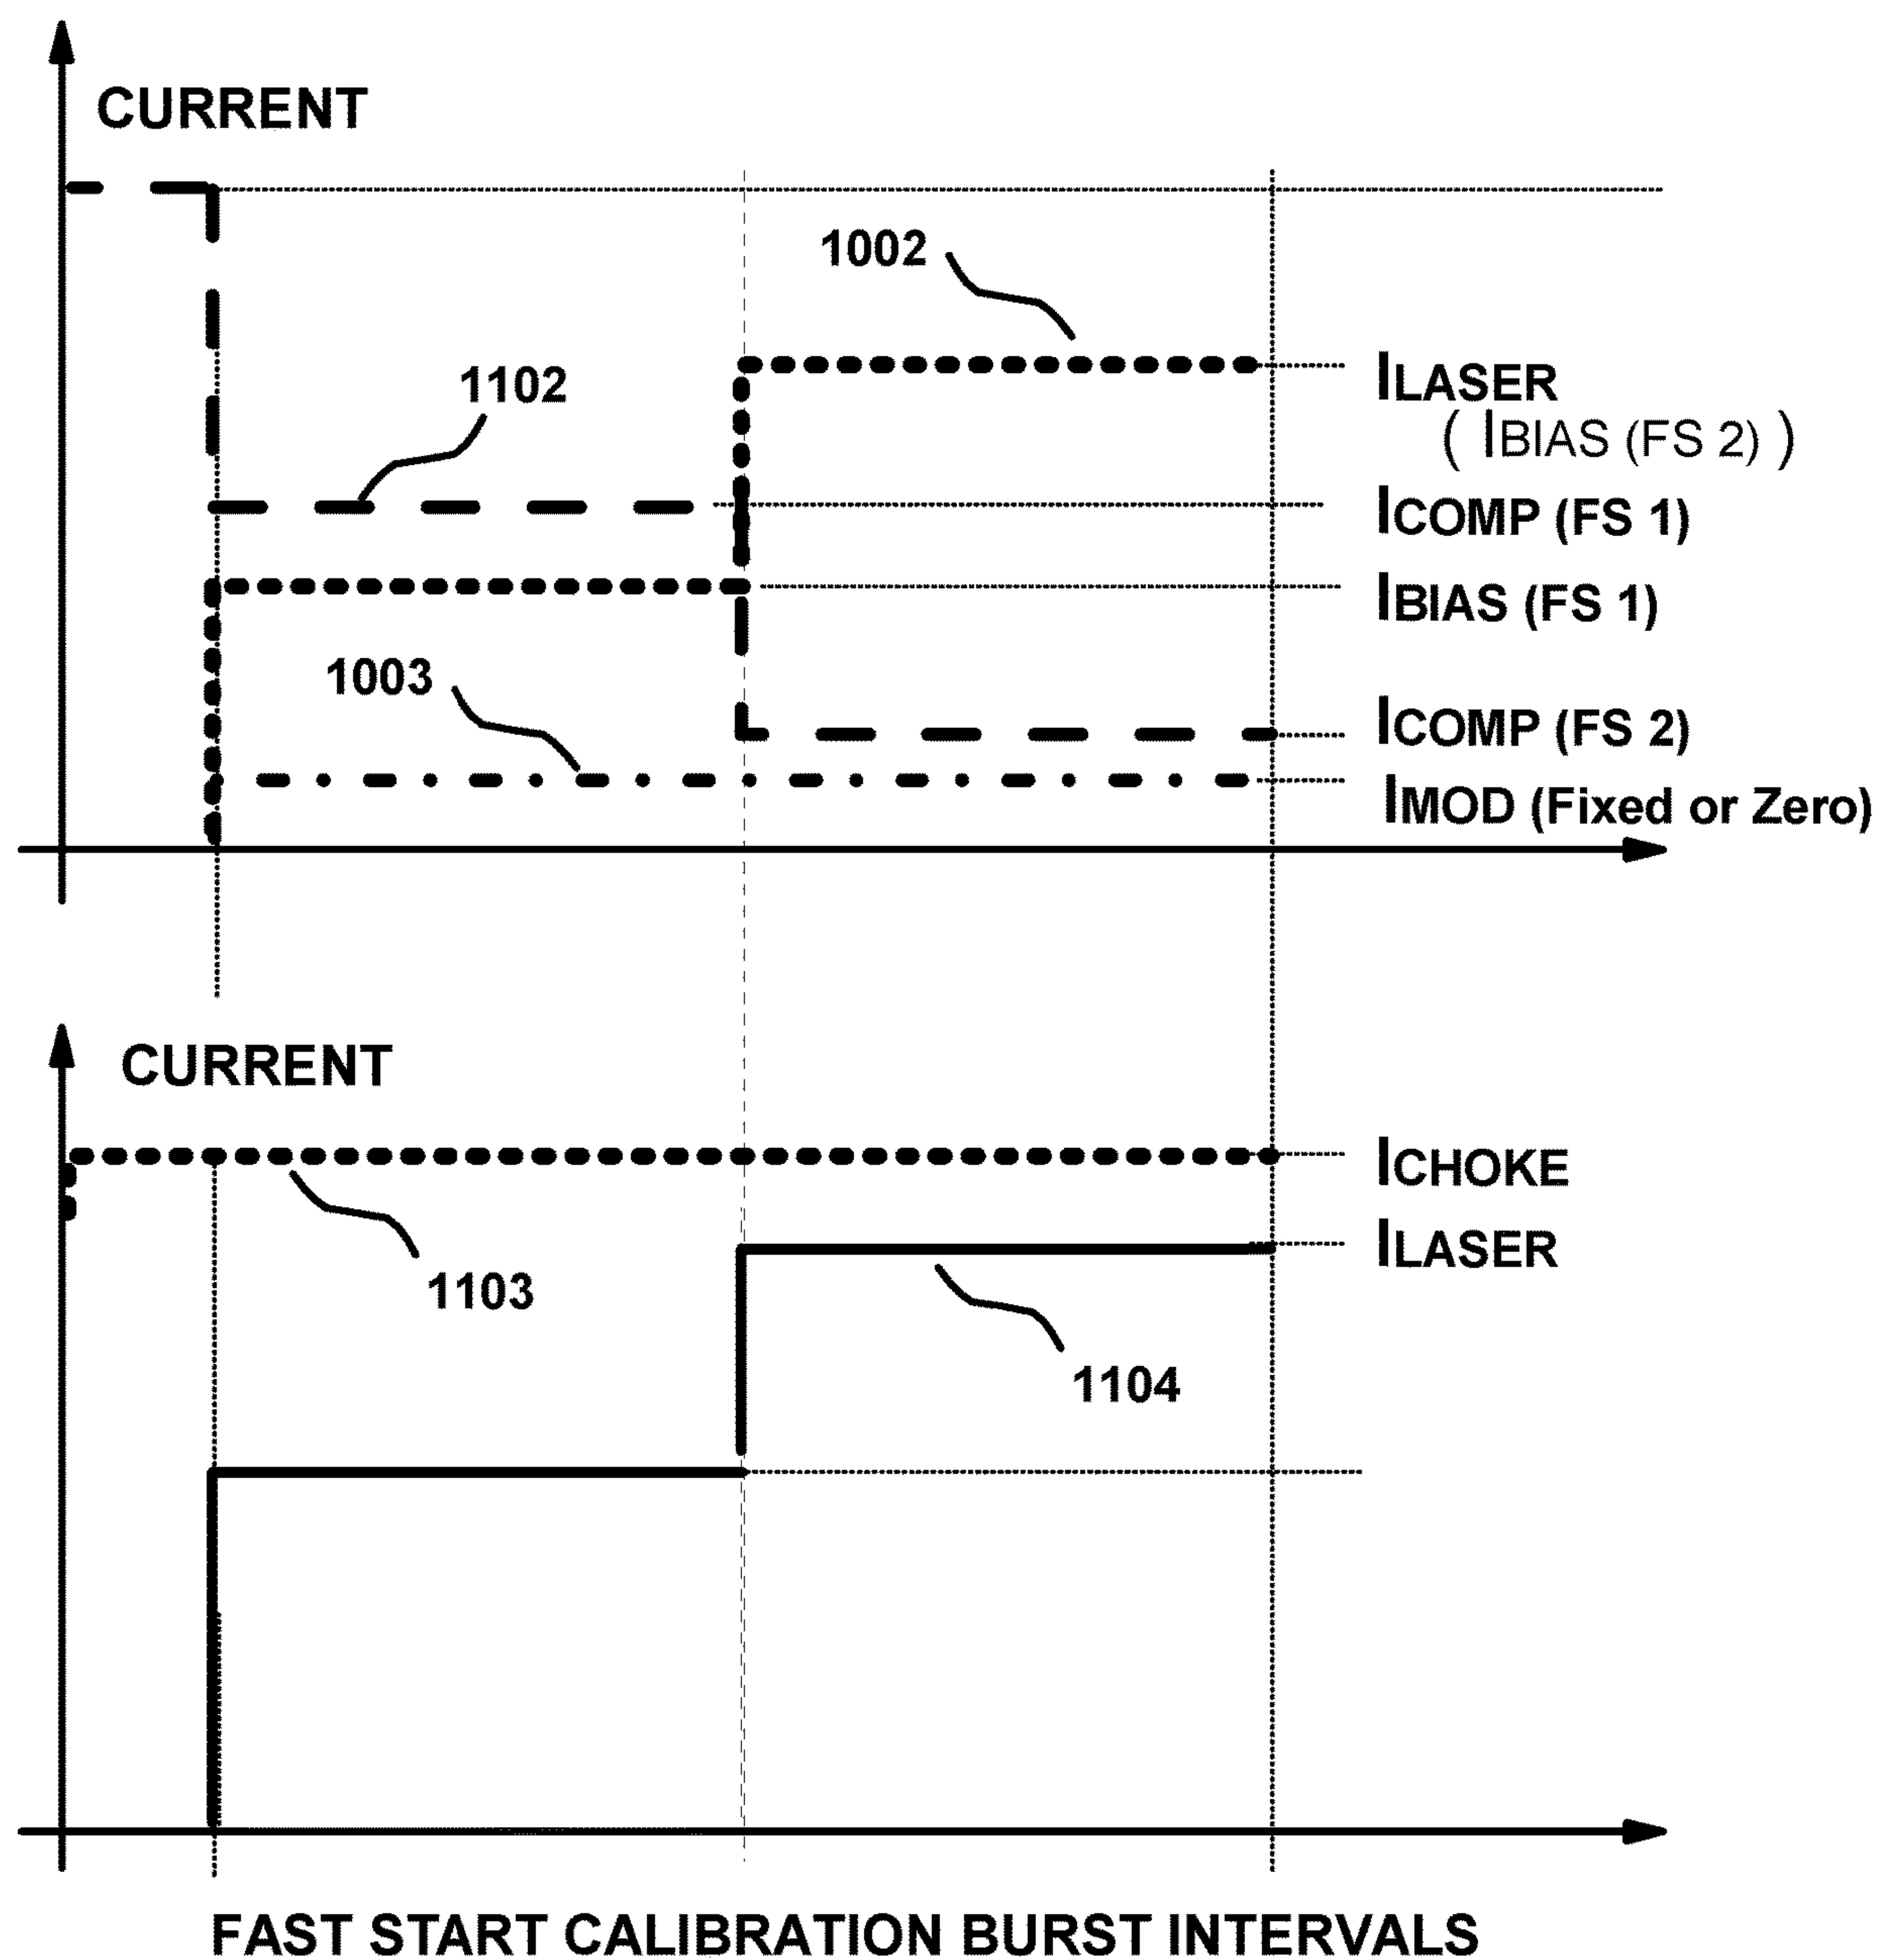 CURRENT
1002
1102
ILASER
( IBIAS (FS 2) )
ICOMP (FS 1)
IBIAS (FS 1)
1003
ICOMP (FS 2)
IMOD (Fixed or Zero)
CURRENT
ICHOKE
ILASER
1103
1104
FAST START CALIBRATION BURST INTERVALS